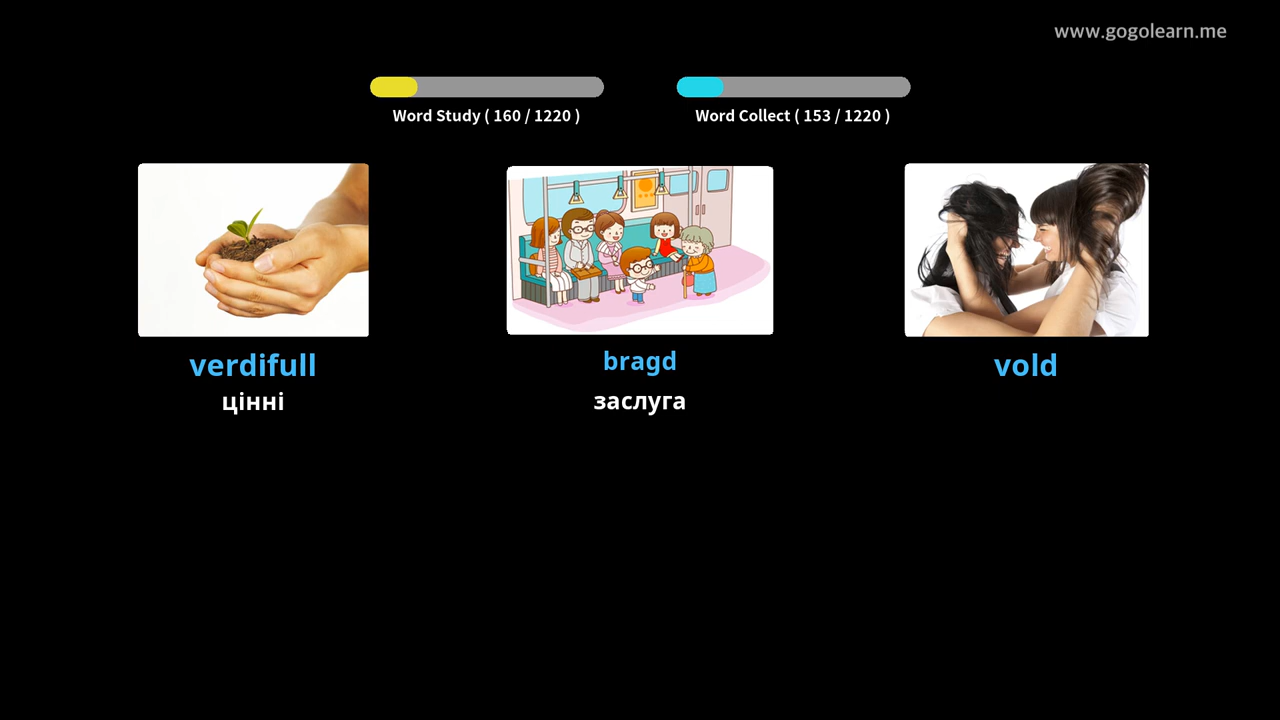 www.gogolearn.me
Word Study ( 160 / 1220 )
Word Collect ( 153 / 1220 )
verdifull
цінні
bragd
заслуга
vold